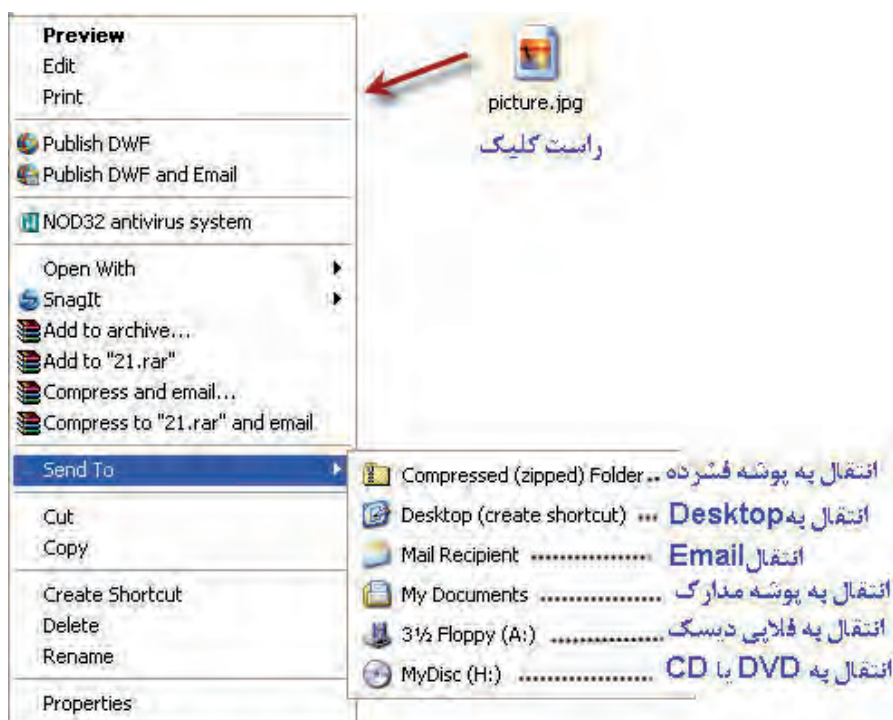 Preview
Edit
Print
Publish DWF
Publish DWF and Email
NOD32 antivirus system
Open With
SnagIt
Add to archive...
Add to "21.rar"
Compress and email...
Compress to "21.rar" and email
Send To
Cut
Copy
Create Shortcut
Delete
Rename
Properties
picture.jpg
راست کلیک
Compressed (zipped) Folder .. انتقال به پوشه فشرده
Desktop (create shortcut) ... انتقال به Desktop
Mail Recipient .................. انتقال Email
My Documents .................. انتقال به پوشه مدارک
3½ Floppy (A:) ................ انتقال به فلاپی دیسک
MyDisc (H:) .................... انتقال به DVD یا CD